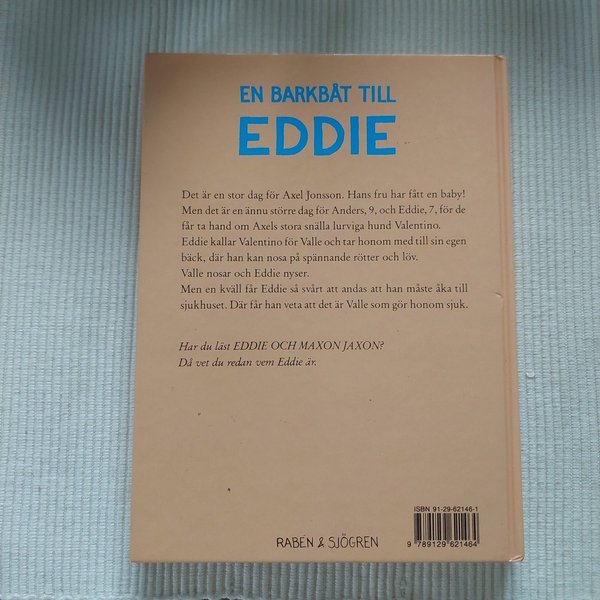 EN BARKBÅT TILL
EDDIE
Det är en stor dag för Axel Jonsson. Hans fru har fått en baby!
Men det är en ännu större dag för Anders, 9, och Eddie, 7, för de
får ta hand om Axels stora snälla lurviga hund Valentino.
Eddie kallar Valentino för Valle och tar honom med till sin egen
bäck, där han kan nosa på spännande rötter och löv.
Valle nosar och Eddie nyser.
Men en kväll får Eddie så svårt att andas att han måste åka till
sjukhuset. Där får han veta att det är Valle som gör honom sjuk.
Har du läst EDDIE OCH MAXON JAXON?
Då vet du redan vem Eddie är.
ISBN 91-29-62146-1
9 789129 621464
RABÉN & SJÖGREN